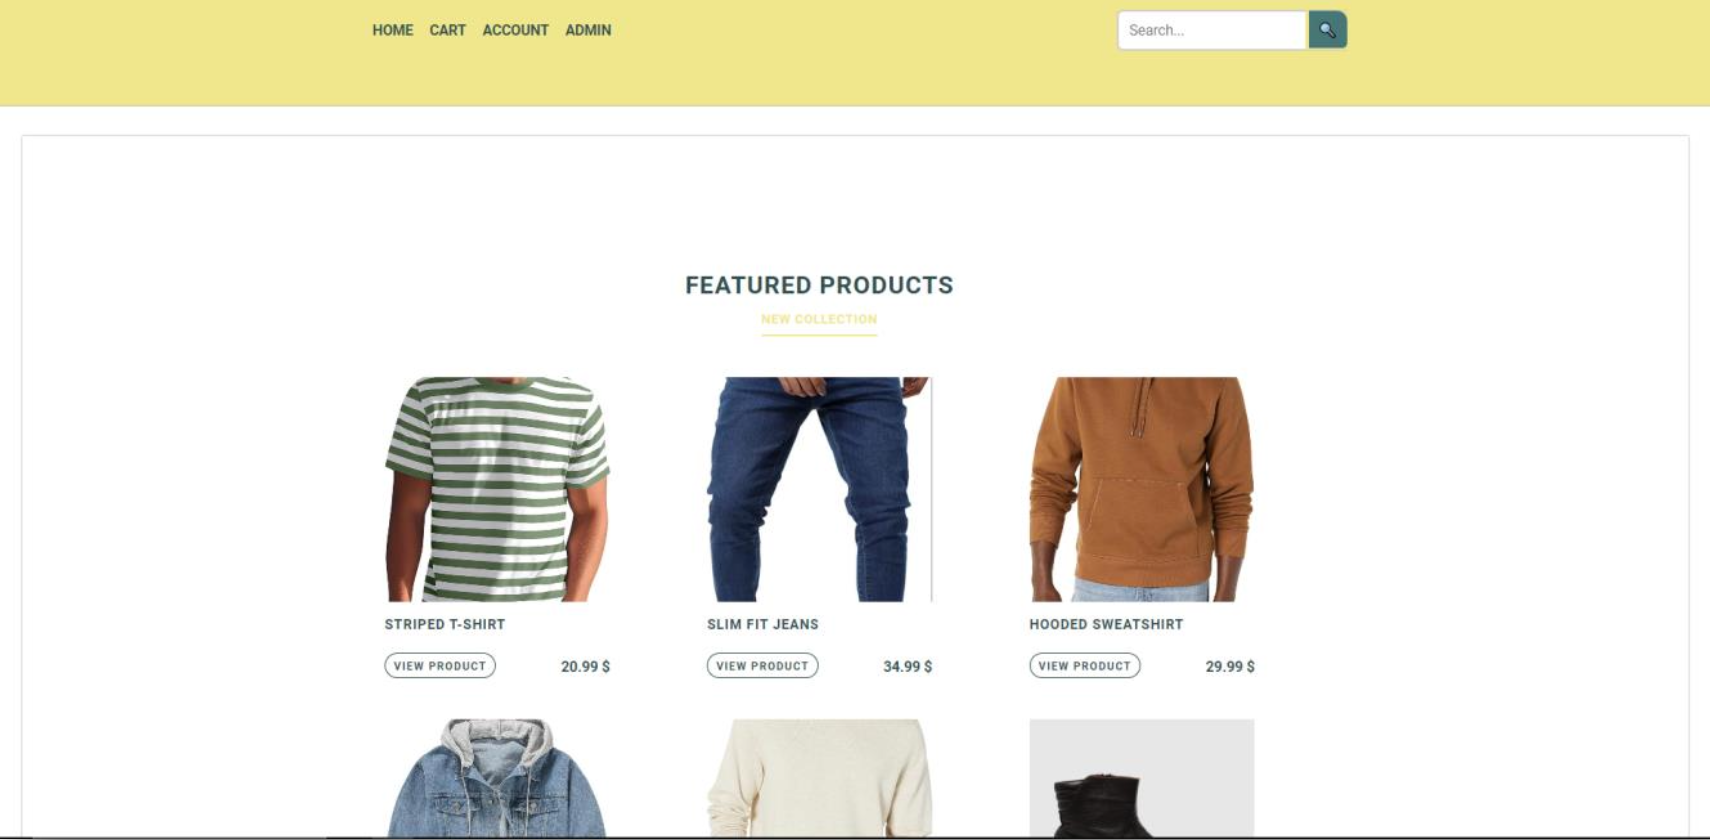 HOME CART ACCOUNT ADMIN Search...
FEATURED PRODUCTS
NEW COLLECTION
STRIPED T-SHIRT SLIM FIT JEANS HOODED SWEATSHIRT
VIEW PRODUCT 20.99 $ VIEW PRODUCT 34.99 $ VIEW PRODUCT 29.99 $